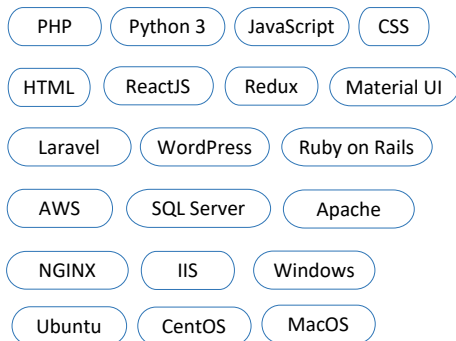 PHP Python 3 JavaScript CSS
HTML ReactJS Redux Material UI
Laravel WordPress Ruby on Rails
AWS SQL Server Apache
NGINX IIS Windows
Ubuntu CentOS MacOS